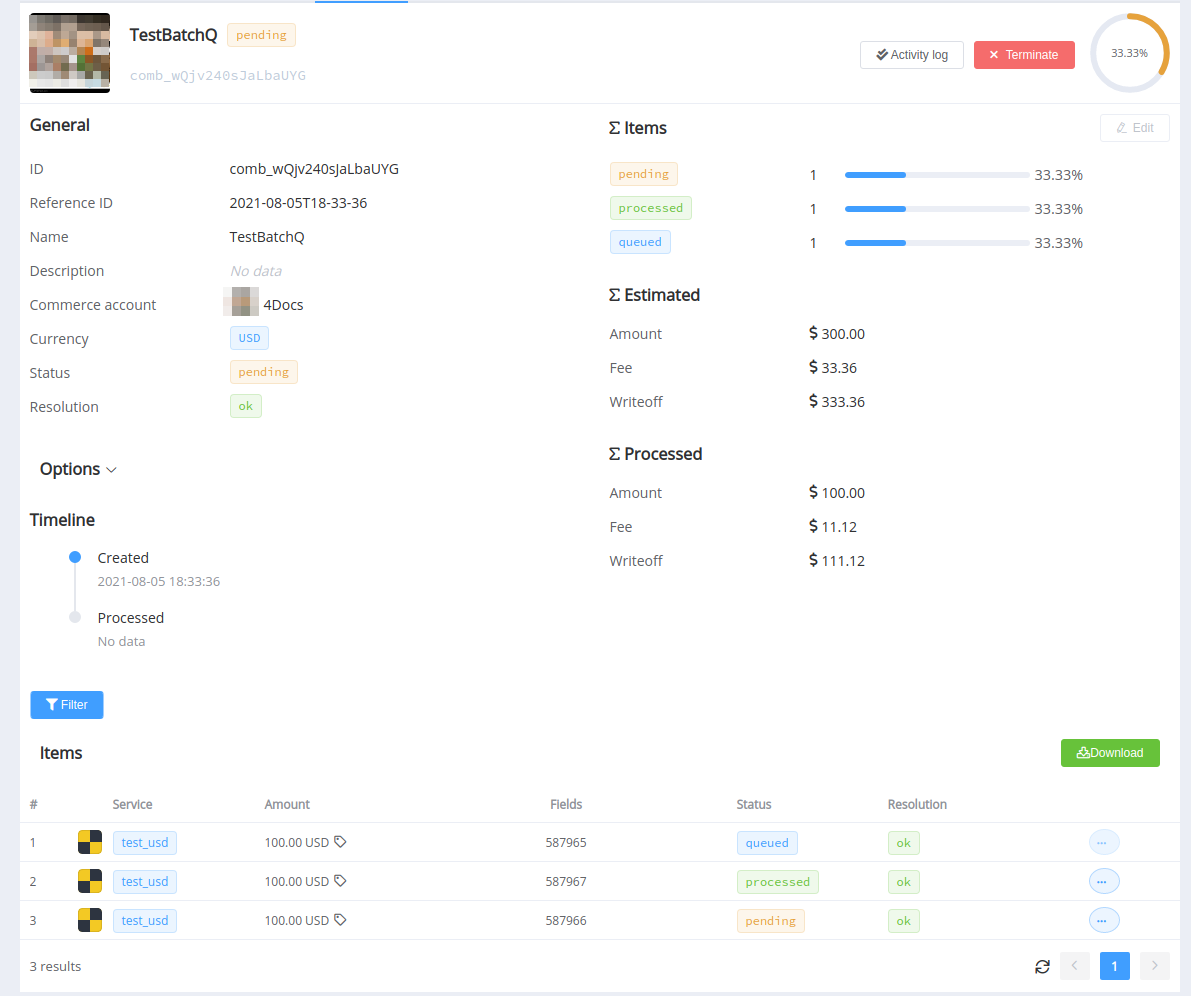 TestBatchQ pending
comb_wQjv240sJaLbaUYG
Activity log
Terminate
33.33%
General
ID comb_wQjv240sJaLbaUYG
Reference ID 2021-08-05T18-33-36
Name TestBatchQ
Description No data
Commerce account 4Docs
Currency USD
Status pending
Resolution ok
Options
Timeline
Created
2021-08-05 18:33:36
Processed
No data
Σ Items
Edit
pending 1 33.33%
processed 1 33.33%
queued 1 33.33%
Σ Estimated
Amount $ 300.00
Fee $ 33.36
Writeoff $ 333.36
Σ Processed
Amount $ 100.00
Fee $ 11.12
Writeoff $ 111.12
Filter
Items
Download
# Service Amount Fields Status Resolution
1 test_usd 100.00 USD 587965 queued ok ...
2 test_usd 100.00 USD 587967 processed ok ...
3 test_usd 100.00 USD 587966 pending ok ...
3 results < 1 >